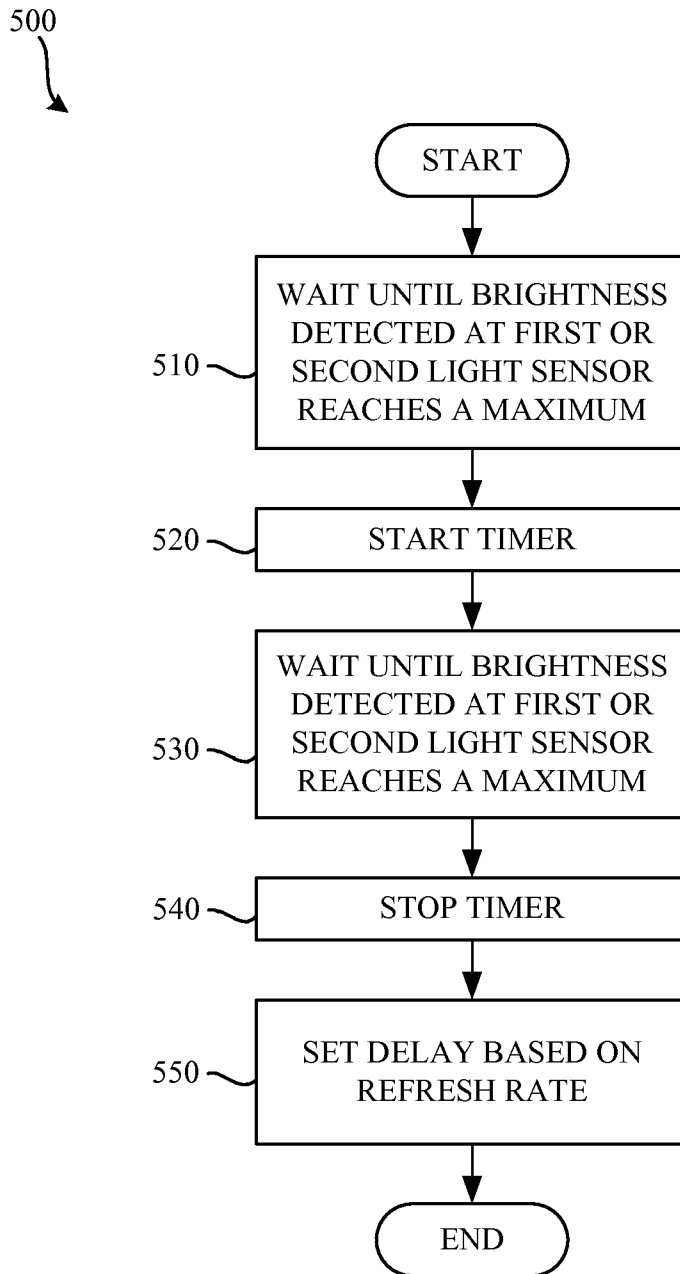 500
START
510
WAIT UNTIL BRIGHTNESS
DETECTED AT FIRST OR
SECOND LIGHT SENSOR
REACHES A MAXIMUM
520
START TIMER
530
WAIT UNTIL BRIGHTNESS
DETECTED AT FIRST OR
SECOND LIGHT SENSOR
REACHES A MAXIMUM
540
STOP TIMER
550
SET DELAY BASED ON
REFRESH RATE
END